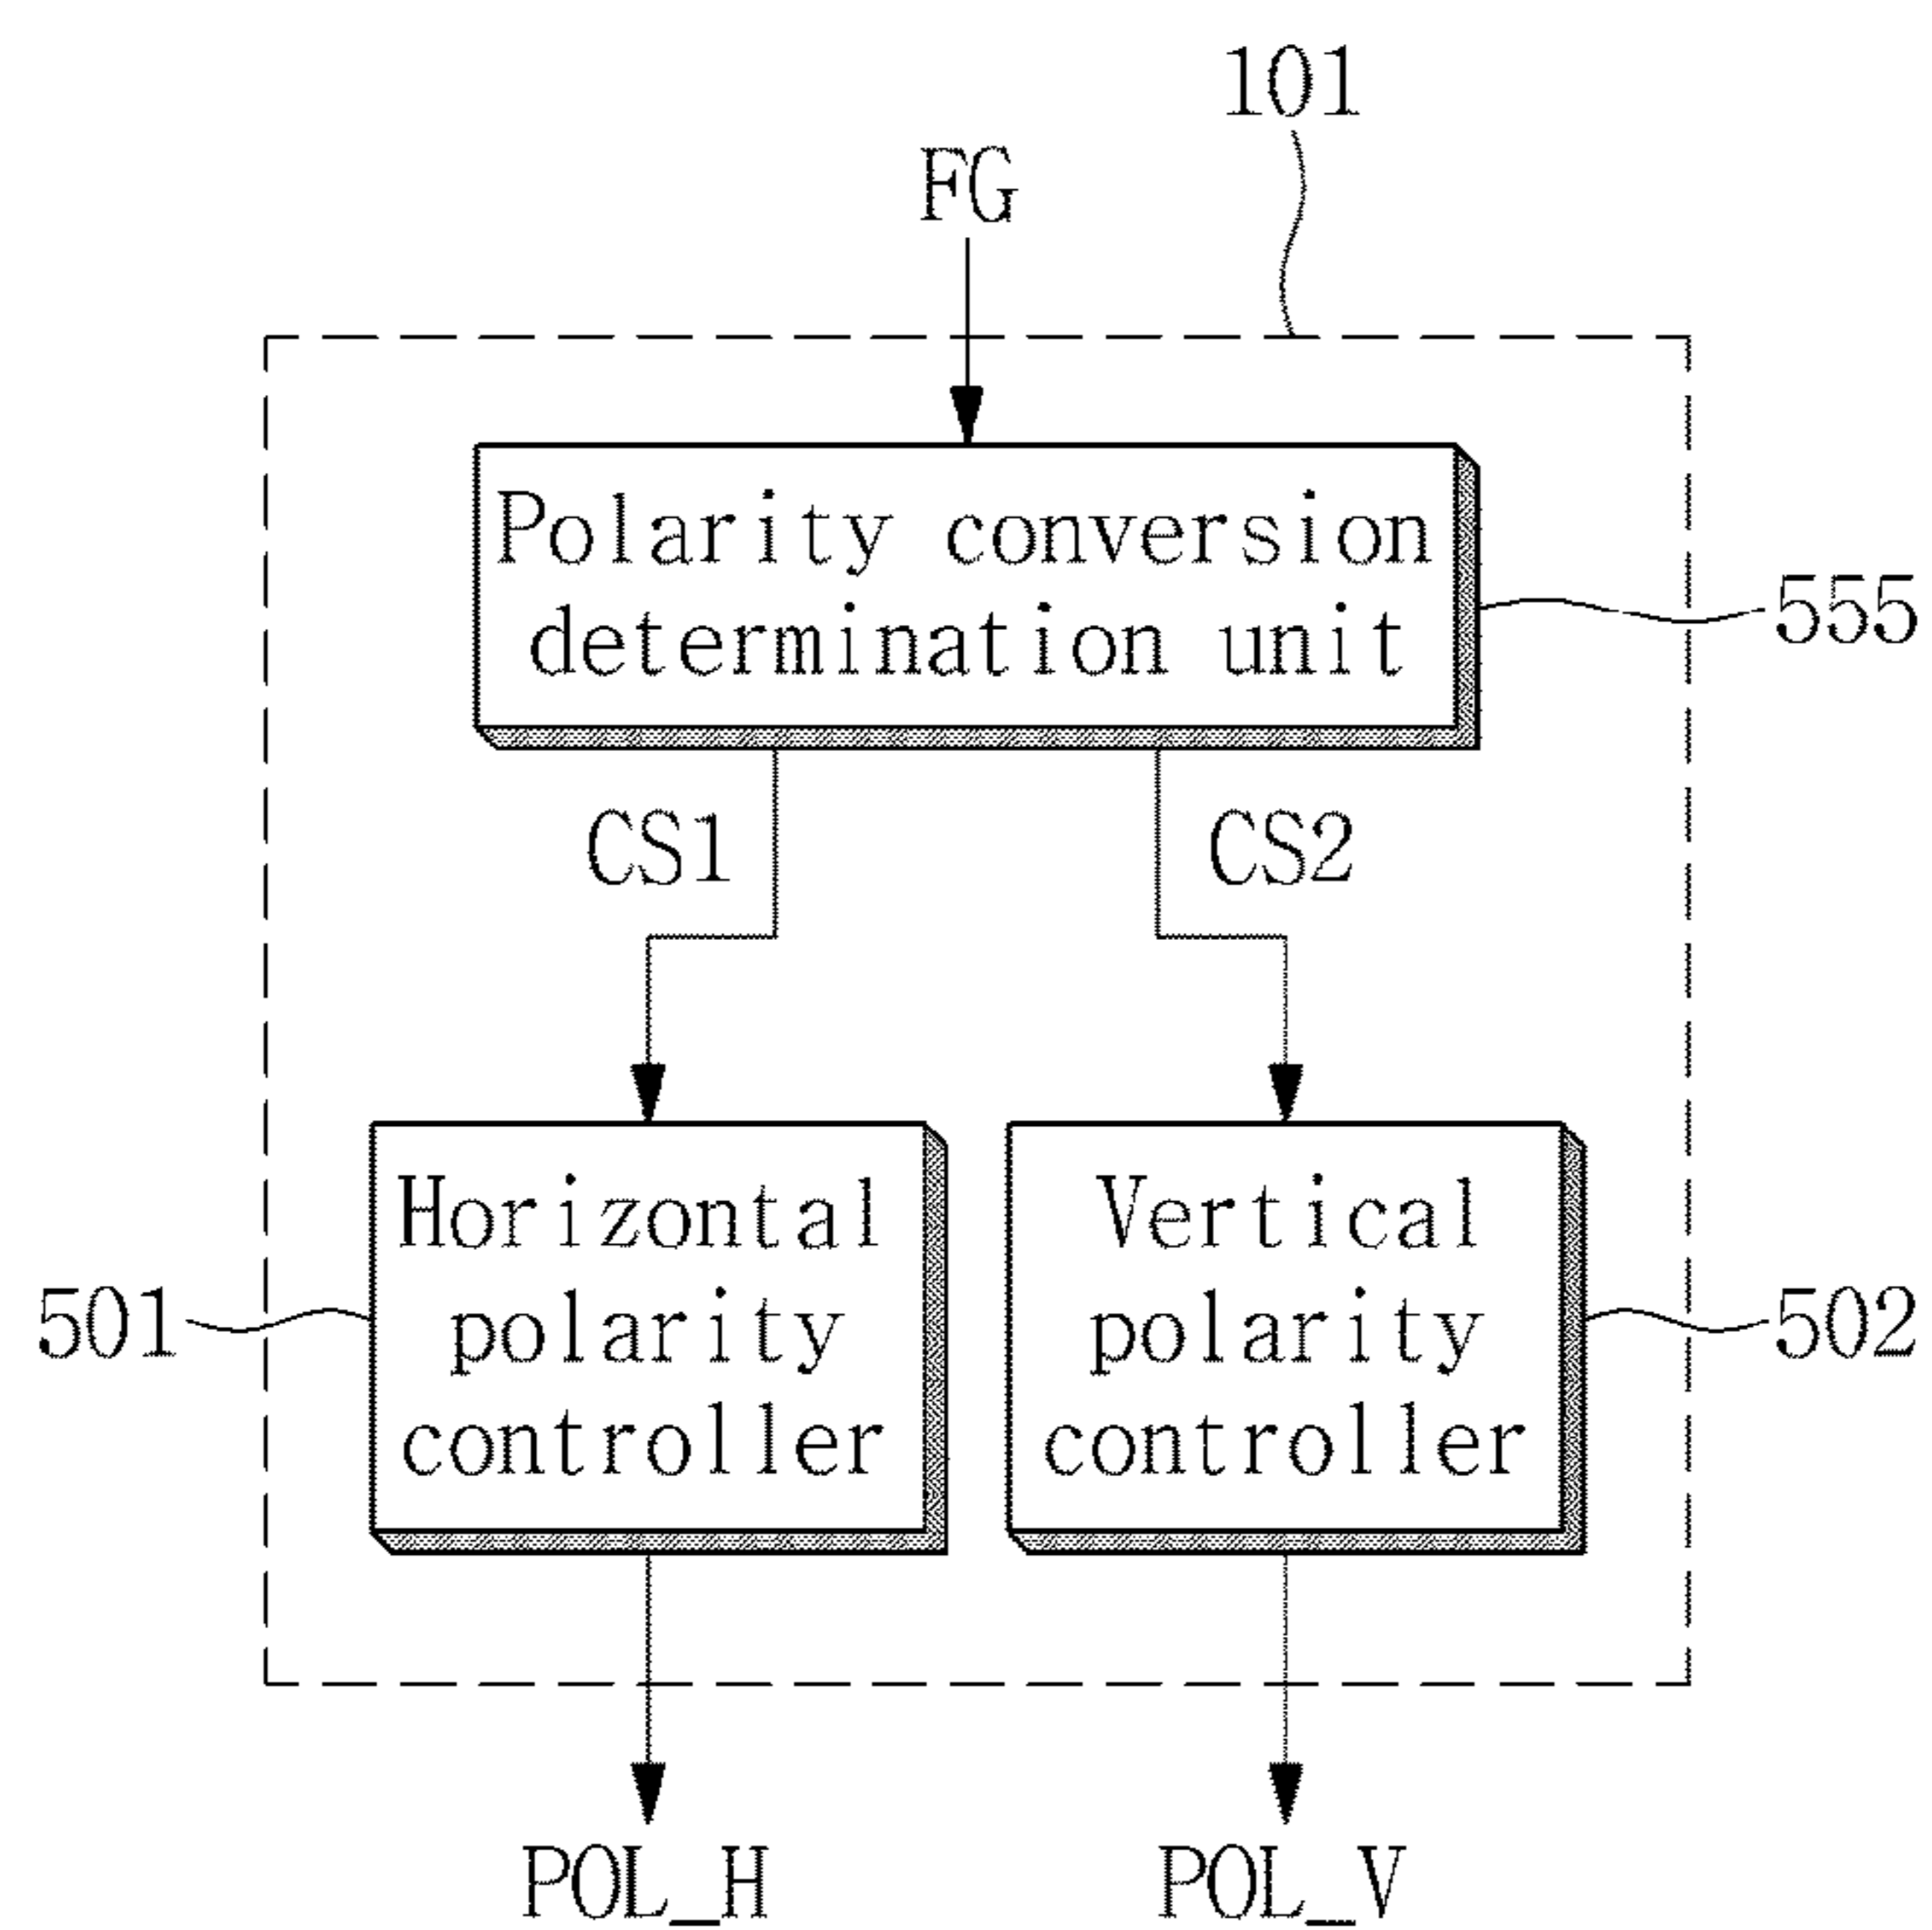 101
FG
Polarity conversion
determination unit
555
CS1
CS2
Horizontal
polarity
controller
501
Vertical
polarity
controller
502
POL_H
POL_V